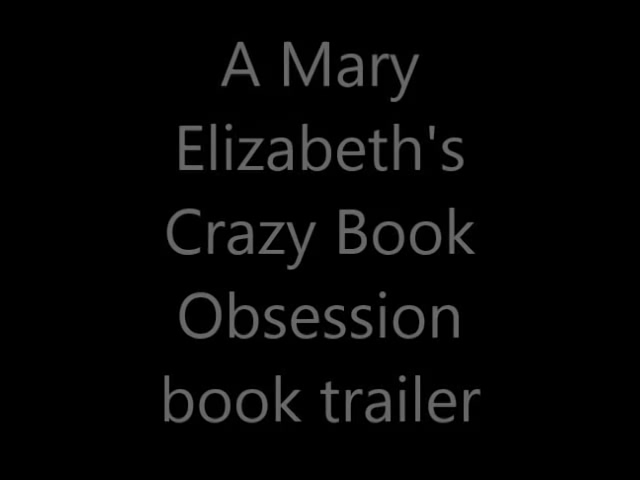 A Mary
Elizabeth's
Crazy Book
Obsession
book trailer